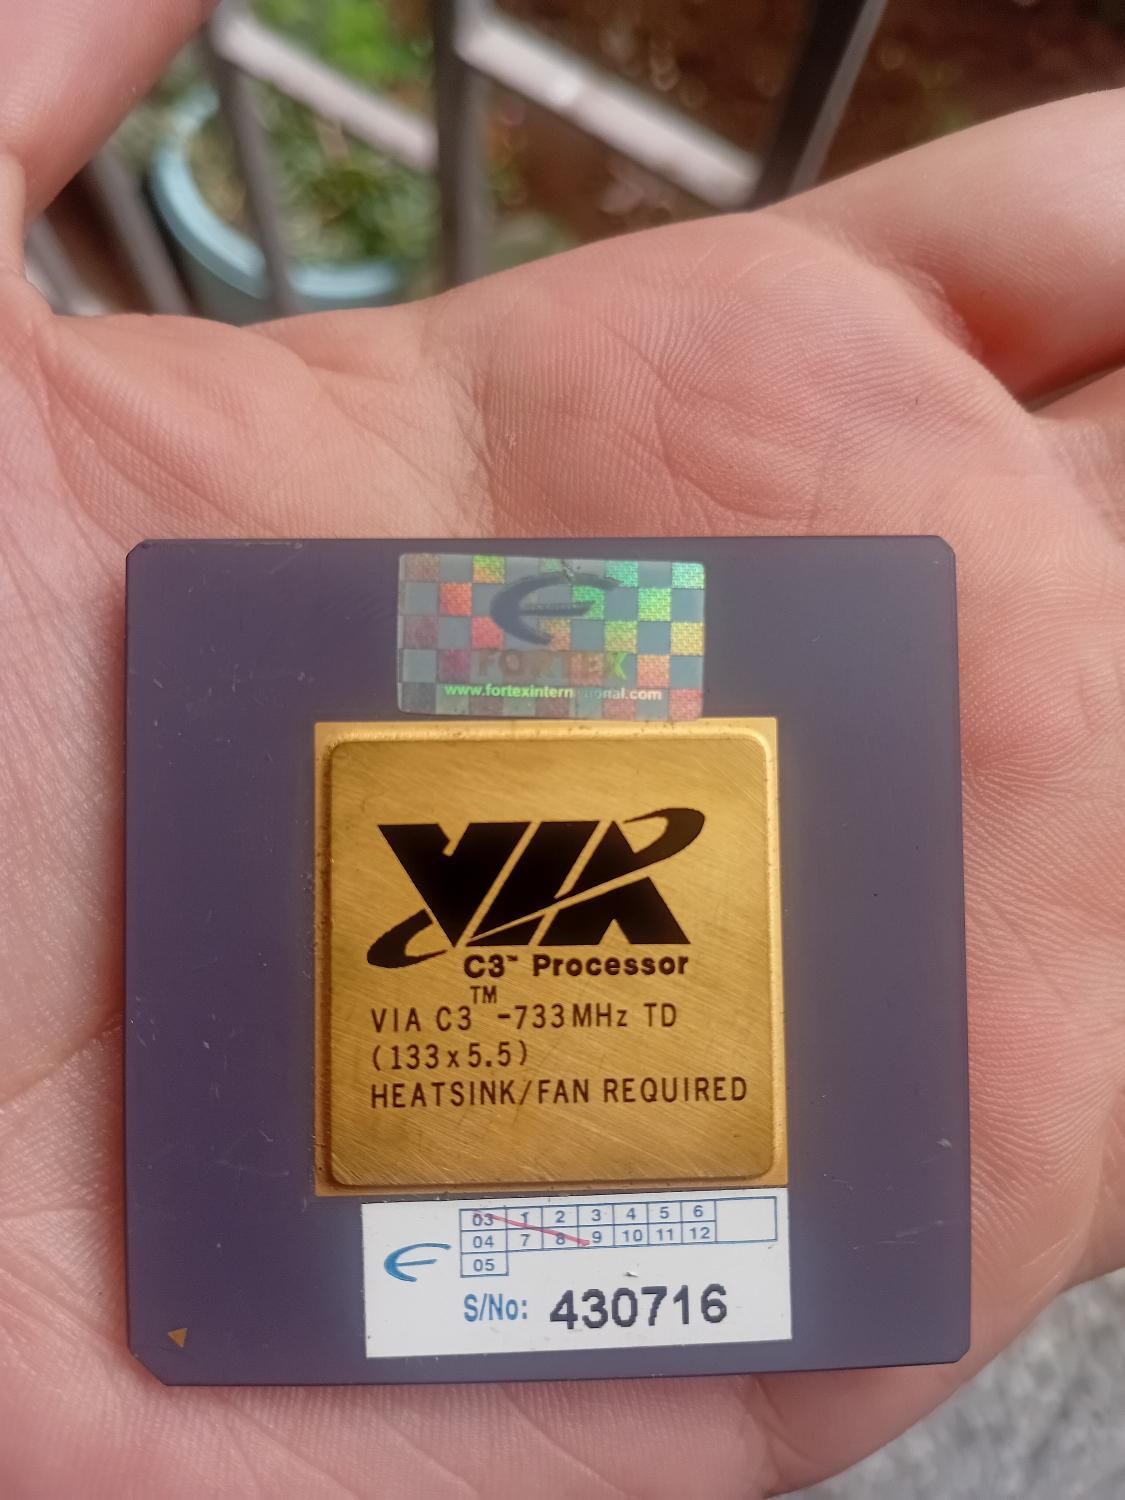 FORTEX
www.fortexinternational.com
VIA
C3™ Processor
VIA C3™-733MHz TD
(133x5.5)
HEATSINK/FAN REQUIRED
03 1 2 3 4 5 6
04 7 8 9 10 11 12
05
S/No: 430716